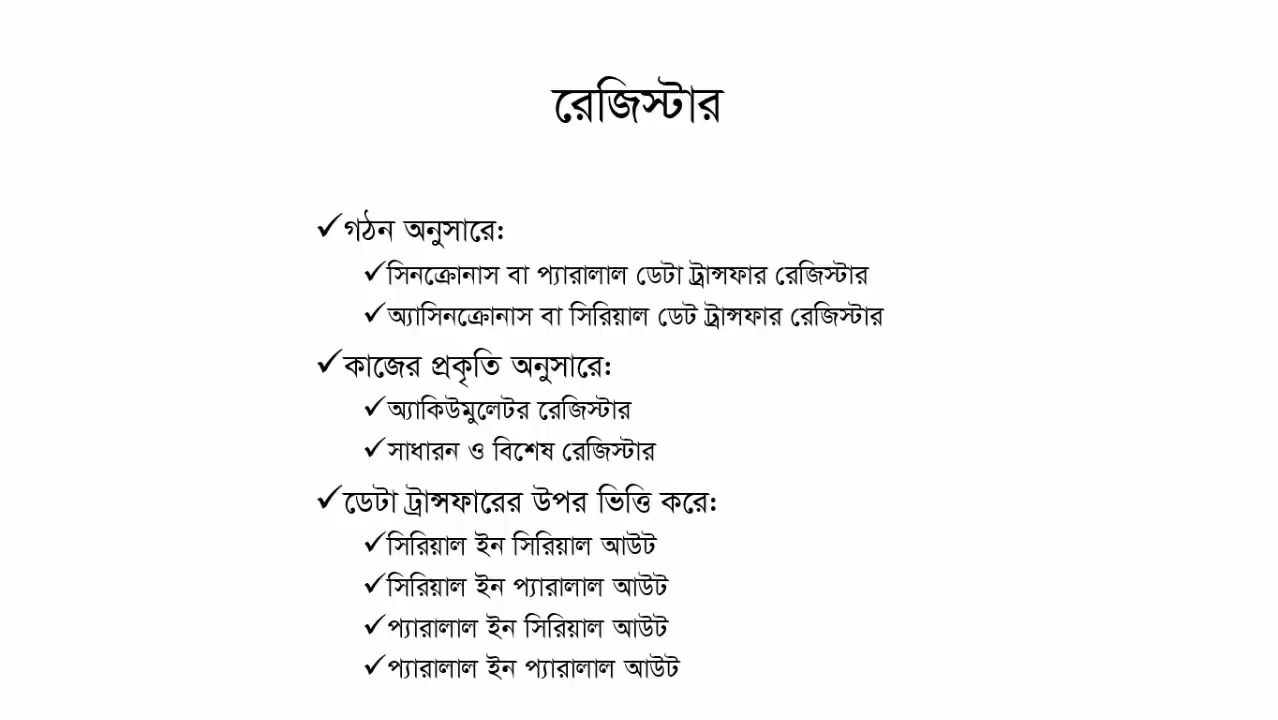 রেজিস্টার
✓গঠন অনুসারে:
✓সিনক্রোনাস বা প্যারালাল ডেটা ট্রান্সফার রেজিস্টার
✓অ্যাসিনক্রোনাস বা সিরিয়াল ডেট ট্রান্সফার রেজিস্টার
✓কাজের প্রকৃতি অনুসারে:
✓অ্যাকিউমুলেটর রেজিস্টার
✓সাধারন ও বিশেষ রেজিস্টার
✓ডেটা ট্রান্সফারের উপর ভিত্তি করে:
✓সিরিয়াল ইন সিরিয়াল আউট
✓সিরিয়াল ইন প্যারালাল আউট
✓প্যারালাল ইন সিরিয়াল আউট
✓প্যারালাল ইন প্যারালাল আউট